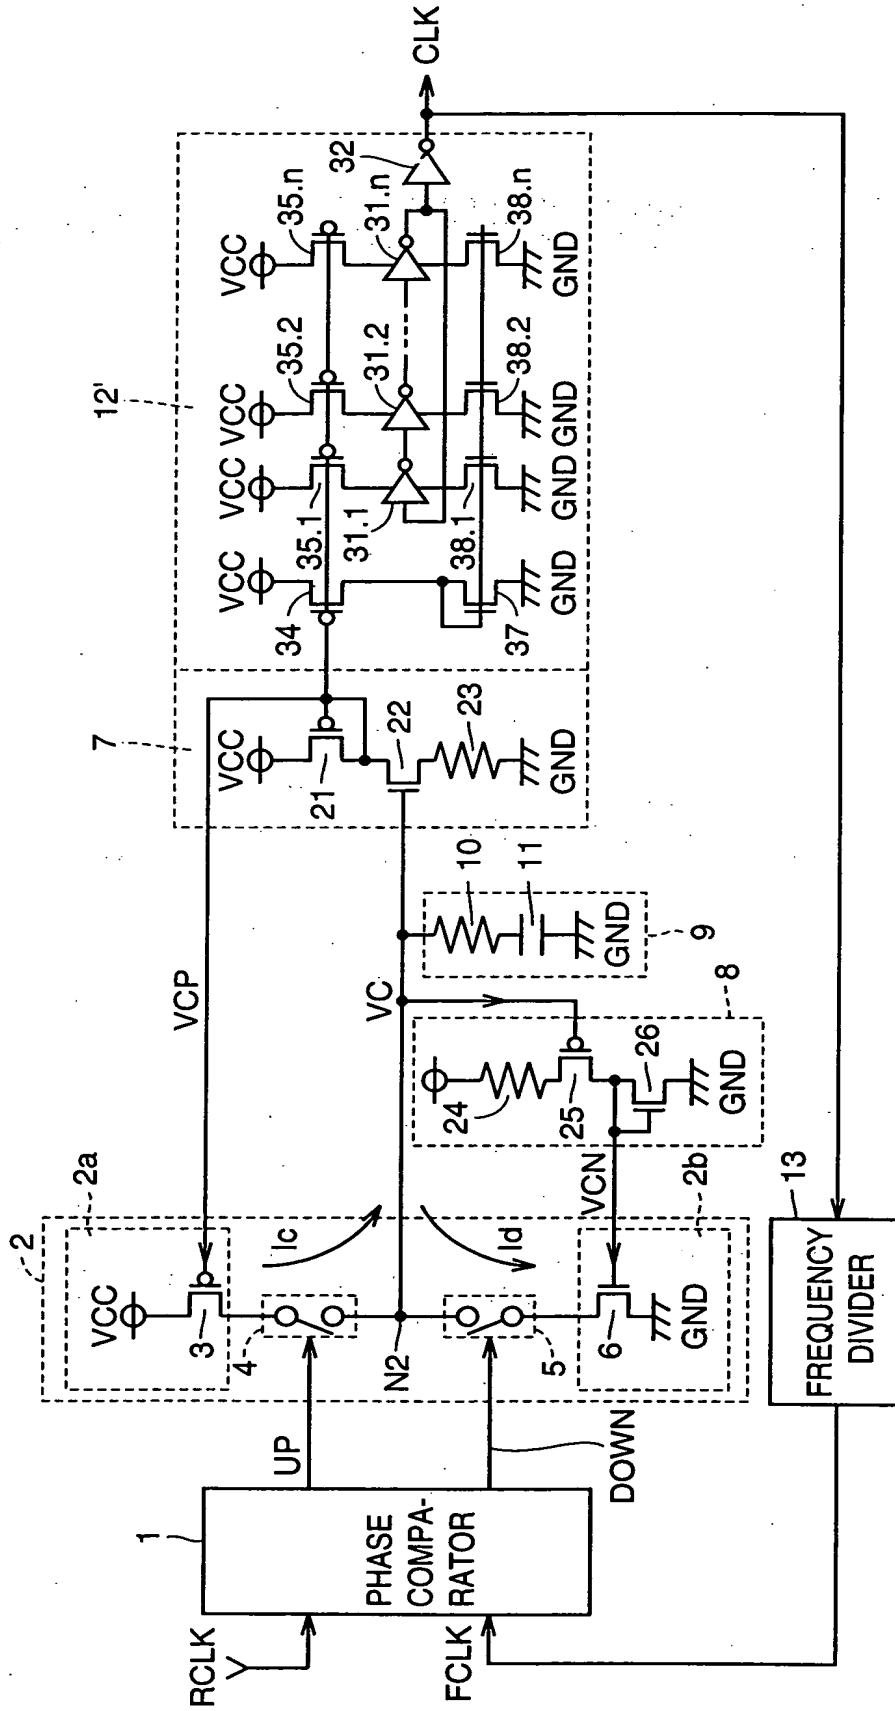 RCLK
FCLK
1
PHASE
COMPA-
RATOR
UP
DOWN
2
2a
VCC
3
4
N2
5
6
GND
2b
Ic
Id
VCP
VC
VCN
8
24
25
26
GND
9
10
11
GND
7
VCC
21
22
23
GND
12'
VCC
34
37
GND
VCC
35.1
31.1
38.1
GND
VCC
35.2
31.2
38.2
GND
VCC
35.n
31.n
38.n
GND
32
CLK
13
FREQUENCY
DIVIDER